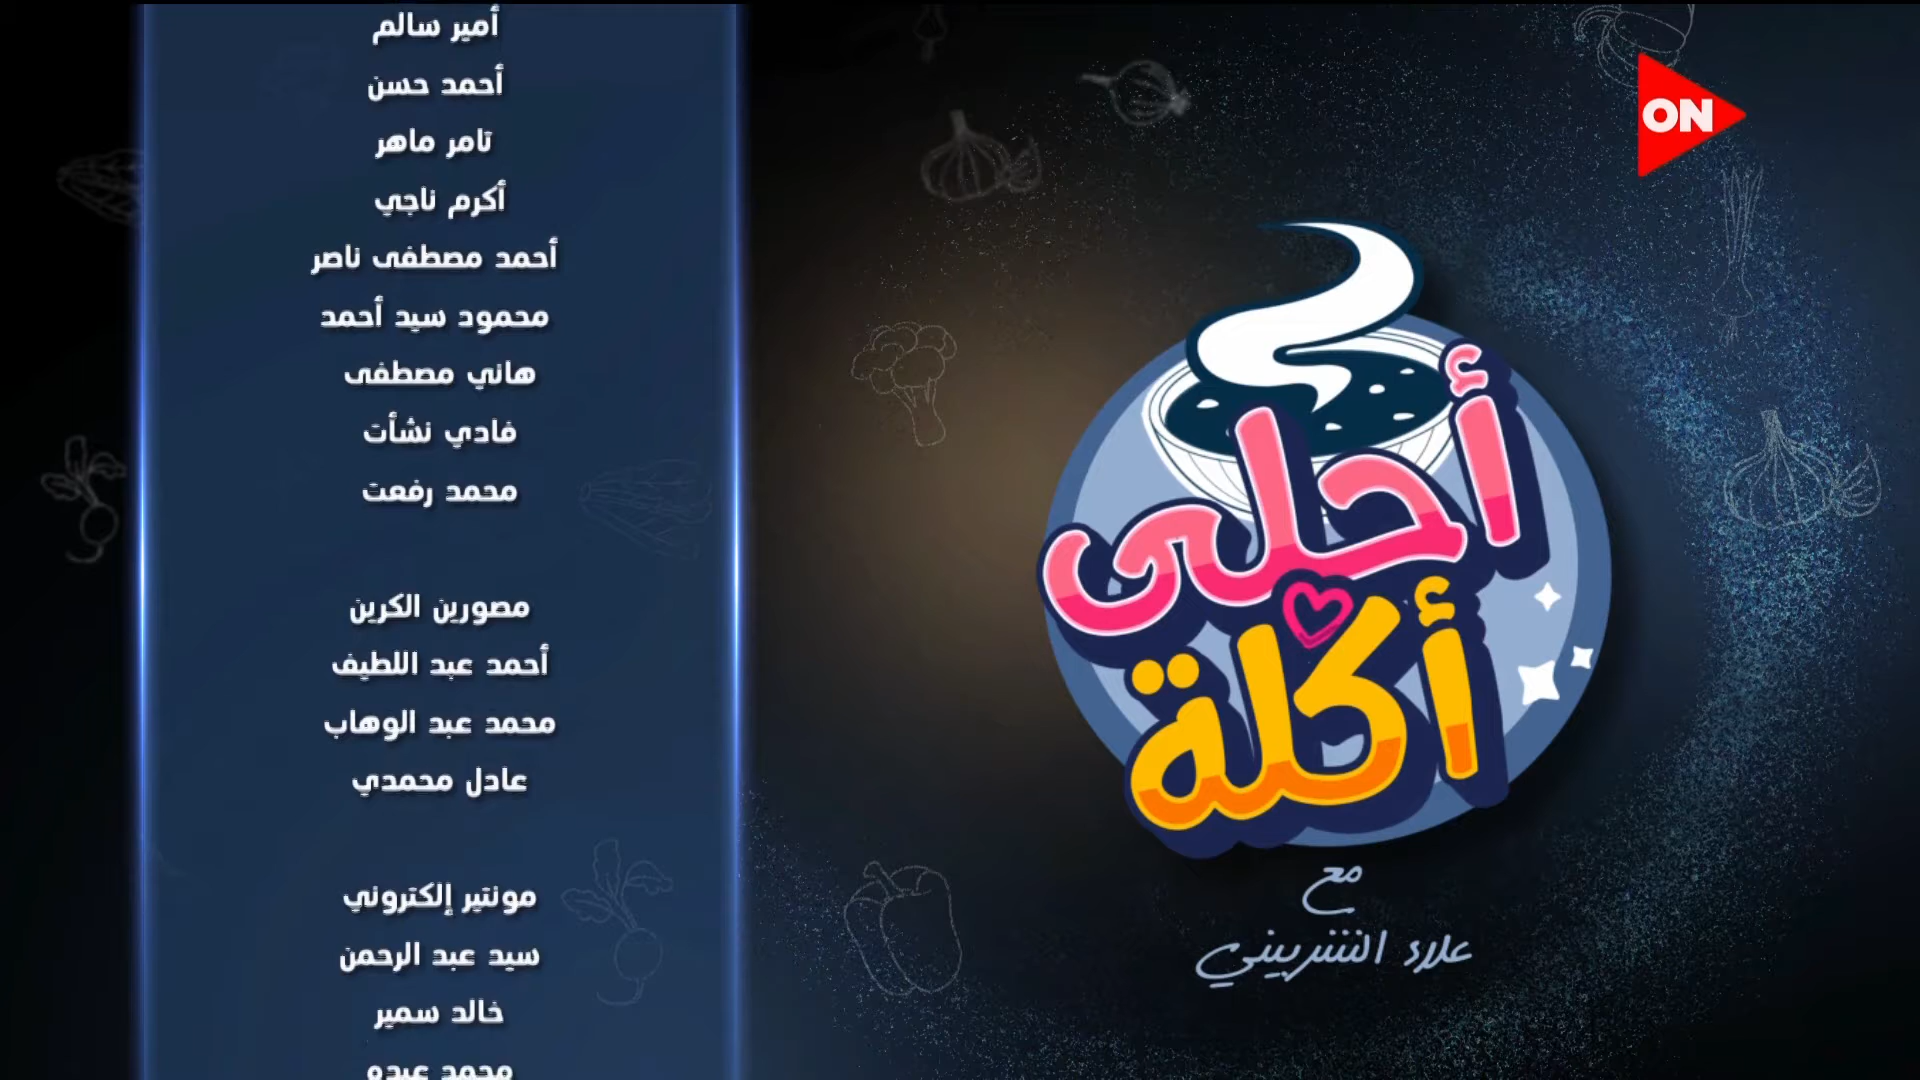 أمير سالم
أحمد حسن
تامر ماهر
أكرم ناجي
أحمد مصطفى ناصر
محمود سيد أحمد
هاني مصطفى
فادي نشأت
محمد رفعت
مصورين الكرين
أحمد عبد اللطيف
محمد عبد الوهاب
عادل محمدي
مونتير إلكتروني
سيد عبد الرحمن
خالد سمير
محمد عبده
ON
أحلى
أكلة
مع
علاء الشربيني